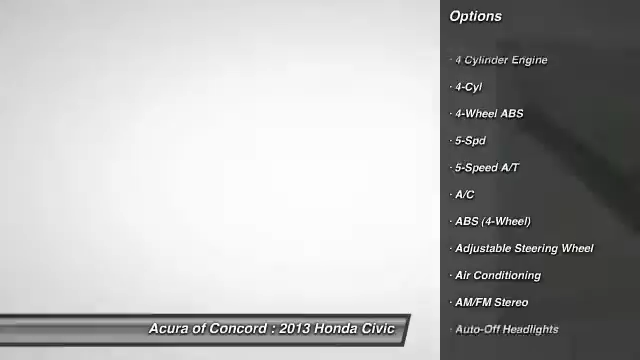 Options
· 4 Cylinder Engine
· 4-Cyl
· 4-Wheel ABS
· 5-Spd
· 5-Speed A/T
· A/C
· ABS (4-Wheel)
· Adjustable Steering Wheel
· Air Conditioning
· AM/FM Stereo
· Auto-Off Headlights
Acura of Concord : 2013 Honda Civic